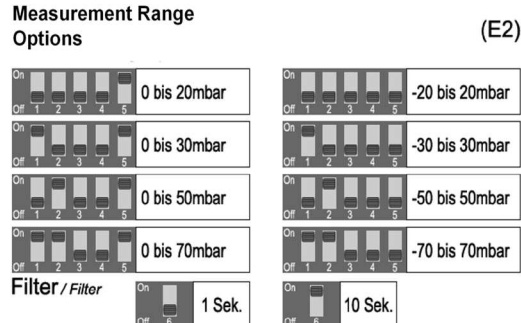 Measurement Range
Options
(E2)
On
Off 1 2 3 4 5
0 bis 20mbar
On
Off 1 2 3 4 5
-20 bis 20mbar
On
Off 1 2 3 4 5
0 bis 30mbar
On
Off 1 2 3 4 5
-30 bis 30mbar
On
Off 1 2 3 4 5
0 bis 50mbar
On
Off 1 2 3 4 5
-50 bis 50mbar
On
Off 1 2 3 4 5
0 bis 70mbar
On
Off 1 2 3 4 5
-70 bis 70mbar
Filter / Filter
On
Off 6
1 Sek.
On
Off 6
10 Sek.